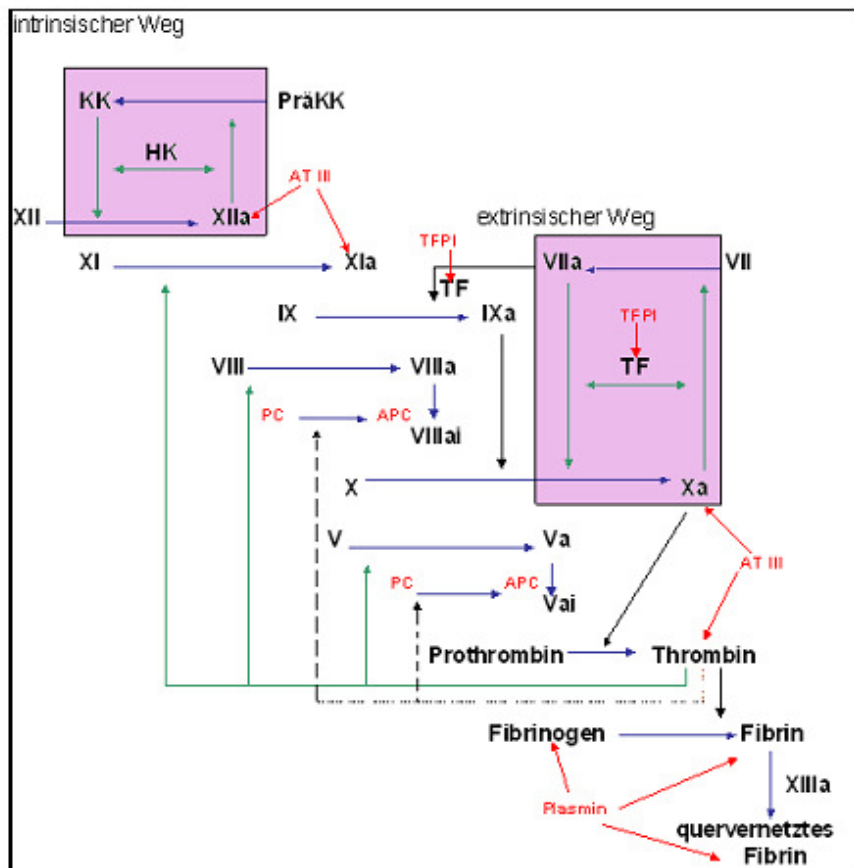 intrinsischer Weg
KK
PräKK
HK
AT III
XII
XIIa
extrinsischer Weg
XI
XIa
TFPI
TF
VIIa
VII
IX
IXa
TFPI
TF
VIII
VIIIa
PC
APC
VIIIai
X
Xa
V
Va
AT III
PC
APC
Vai
Prothrombin
Thrombin
Fibrinogen
Fibrin
Plasmin
XIIIa
quervernetztes
Fibrin